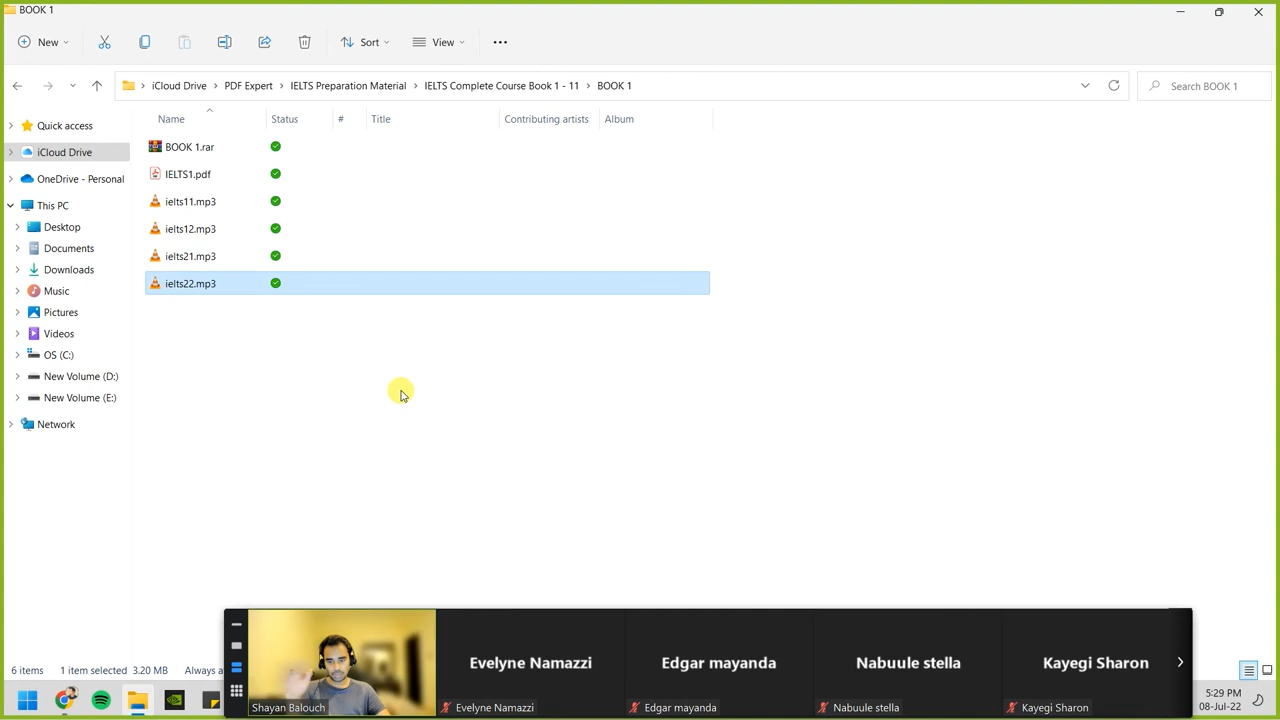 BOOK 1
New
Sort
View
iCloud Drive > PDF Expert > IELTS Preparation Material > IELTS Complete Course Book 1 - 11 > BOOK 1
Search BOOK 1
Name Status # Title Contributing artists Album
Quick access
iCloud Drive
OneDrive - Personal
This PC
Desktop
Documents
Downloads
Music
Pictures
Videos
OS (C:)
New Volume (D:)
New Volume (E:)
Network
BOOK 1.rar
IELTS1.pdf
ielts11.mp3
ielts12.mp3
ielts21.mp3
ielts22.mp3
6 items 1 item selected 3.20 MB Always a
Shayan Balouch
Evelyne Namazzi
Evelyne Namazzi
Edgar mayanda
Edgar mayanda
Nabuule stella
Nabuule stella
Kayegi Sharon
Kayegi Sharon
5:29 PM
08-Jul-22